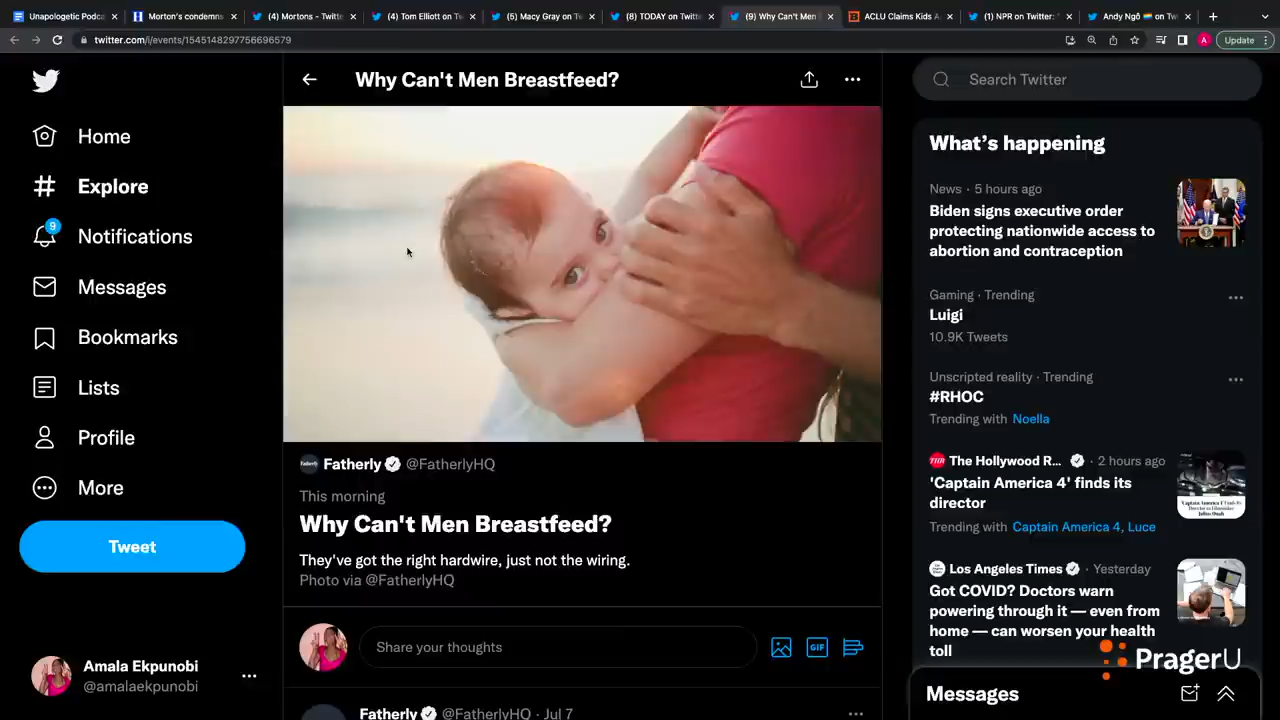 Unapologetic Podca
Morton's condemns
(4) Mortons - Twitte
(4) Tom Elliott on Tw
(5) Macy Gray on Tw
(8) TODAY on Twitte
(9) Why Can't Men
ACLU Claims Kids A
(1) NPR on Twitter: "
Andy Ngô on Tw
twitter.com/i/events/1545148297756696579
A
Update
Home
Explore
9
Notifications
Messages
Bookmarks
Lists
Profile
More
Tweet
Amala Ekpunobi
@amalaekpunobi
Why Can't Men Breastfeed?
Fatherly @FatherlyHQ
This morning
Why Can't Men Breastfeed?
They've got the right hardwire, just not the wiring.
Photo via @FatherlyHQ
Share your thoughts
GIF
Fatherly @FatherlyHQ · Jul 7
Search Twitter
What's happening
News · 5 hours ago
Biden signs executive order
protecting nationwide access to
abortion and contraception
Gaming · Trending
Luigi
10.9K Tweets
Unscripted reality · Trending
#RHOC
Trending with Noella
The Hollywood R... · 2 hours ago
'Captain America 4' finds its
director
Trending with Captain America 4, Luce
Los Angeles Times · Yesterday
Got COVID? Doctors warn
powering through it — even from
home — can worsen your health
toll
PragerU
Messages